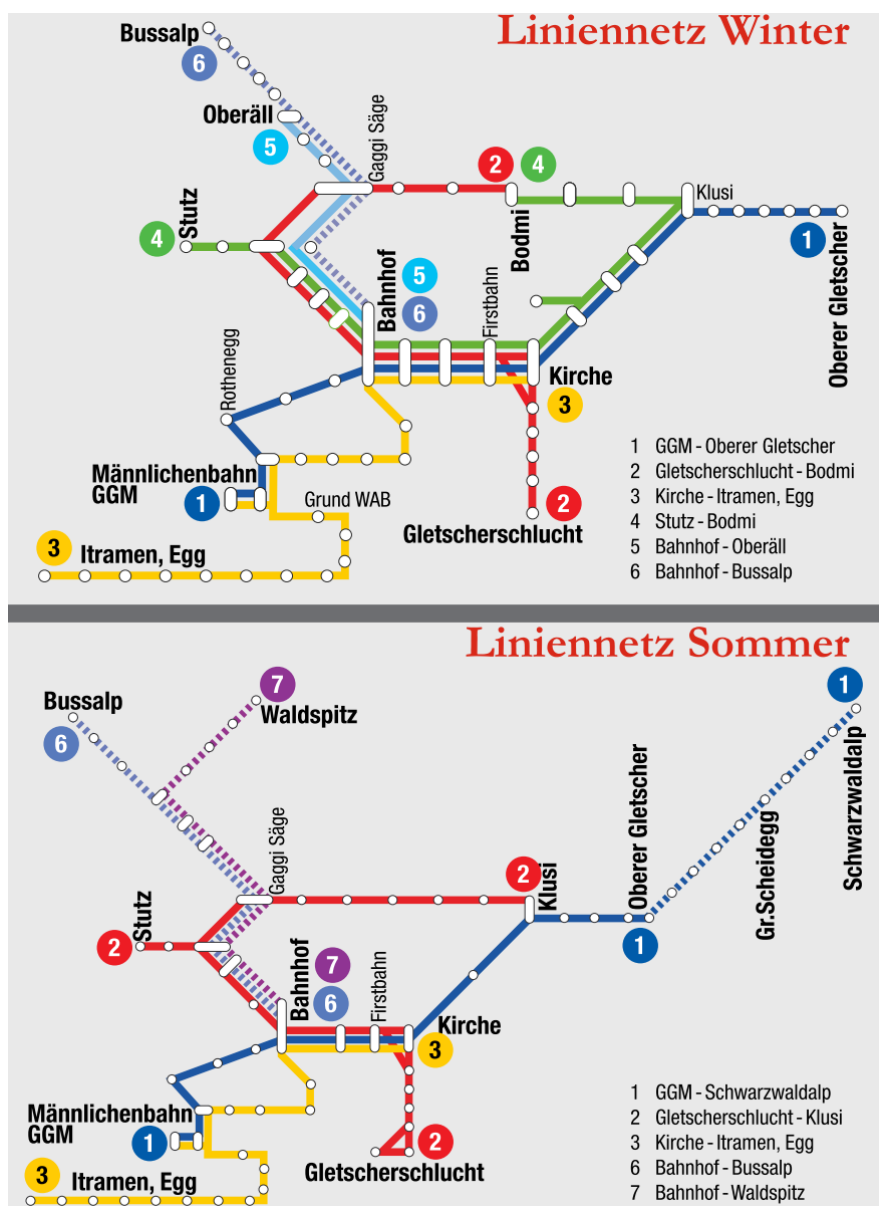 Liniennetz Winter
Bussalp
6
Oberäll
5
Gaggi Säge
2
4
Klusi
Stutz
4
Bodmi
1
Oberer Gletscher
Bahnhof
5
6
Firstbahn
Kirche
3
Rothenegg
Männlichenbahn
GGM
1
Grund WAB
2
Gletscherschlucht
3
Itramen, Egg
1 GGM - Oberer Gletscher
2 Gletscherschlucht - Bodmi
3 Kirche - Itramen, Egg
4 Stutz - Bodmi
5 Bahnhof - Oberäll
6 Bahnhof - Bussalp
Liniennetz Sommer
Bussalp
6
7
Waldspitz
1
Schwarzwaldalp
Gr.Scheidegg
Oberer Gletscher
1
Gaggi Säge
2
Klusi
Stutz
2
Bahnhof
7
6
Firstbahn
Kirche
3
Männlichenbahn
GGM
1
2
Gletscherschlucht
3
Itramen, Egg
1 GGM - Schwarzwaldalp
2 Gletscherschlucht - Klusi
3 Kirche - Itramen, Egg
6 Bahnhof - Bussalp
7 Bahnhof - Waldspitz